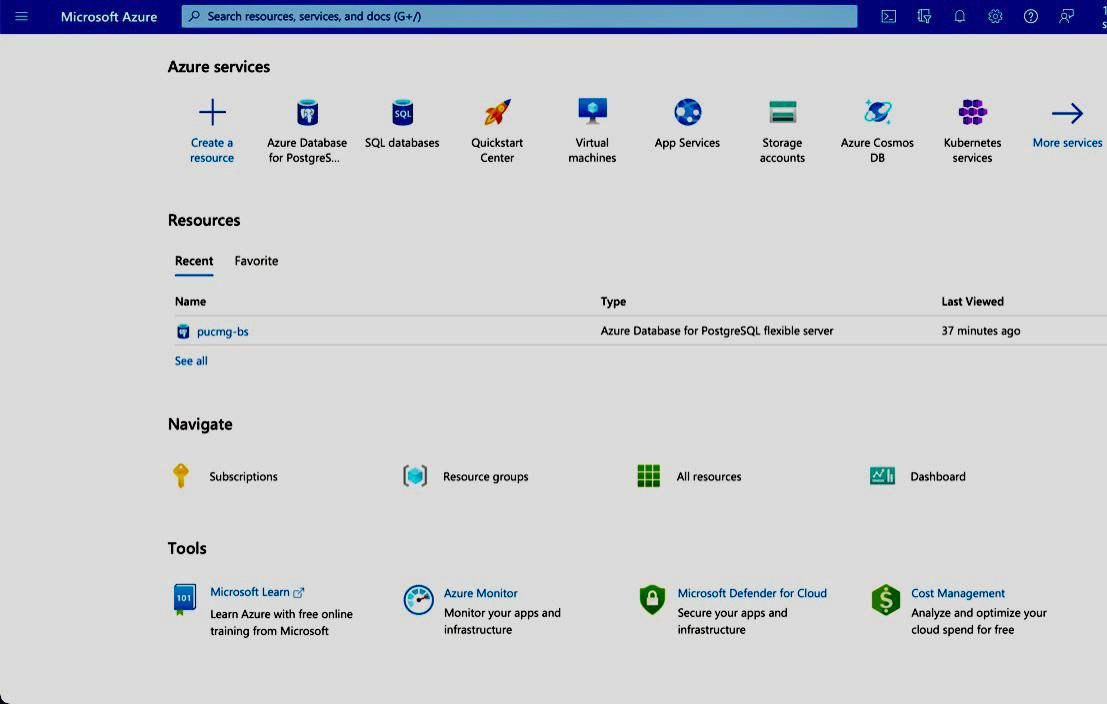 Microsoft Azure
Search resources, services, and docs (G+/)
Azure services
Create a
resource
Azure Database
for PostgreS...
SQL
SQL databases
Quickstart
Center
Virtual
machines
App Services
Storage
accounts
Azure Cosmos
DB
Kubernetes
services
More services
Resources
Recent
Favorite
Name
Type
Last Viewed
pucmg-bs
Azure Database for PostgreSQL flexible server
37 minutes ago
See all
Navigate
Subscriptions
Resource groups
All resources
Dashboard
Tools
101
Microsoft Learn
Learn Azure with free online
training from Microsoft
Azure Monitor
Monitor your apps and
infrastructure
Microsoft Defender for Cloud
Secure your apps and
infrastructure
Cost Management
Analyze and optimize your
cloud spend for free